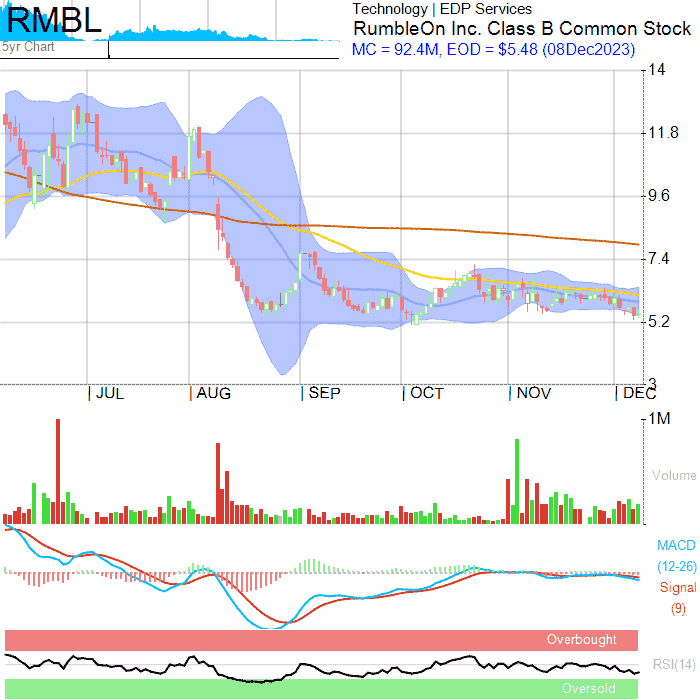 RMBL
5yr Chart
Technology | EDP Services
RumbleOn Inc. Class B Common Stock
MC = 92.4M, EOD = $5.48 (08Dec2023)
14
11.8
9.6
7.4
5.2
3
JUL
AUG
SEP
OCT
NOV
DEC
1M
Volume
MACD
(12-26)
Signal
(9)
Overbought
RSI(14)
Oversold